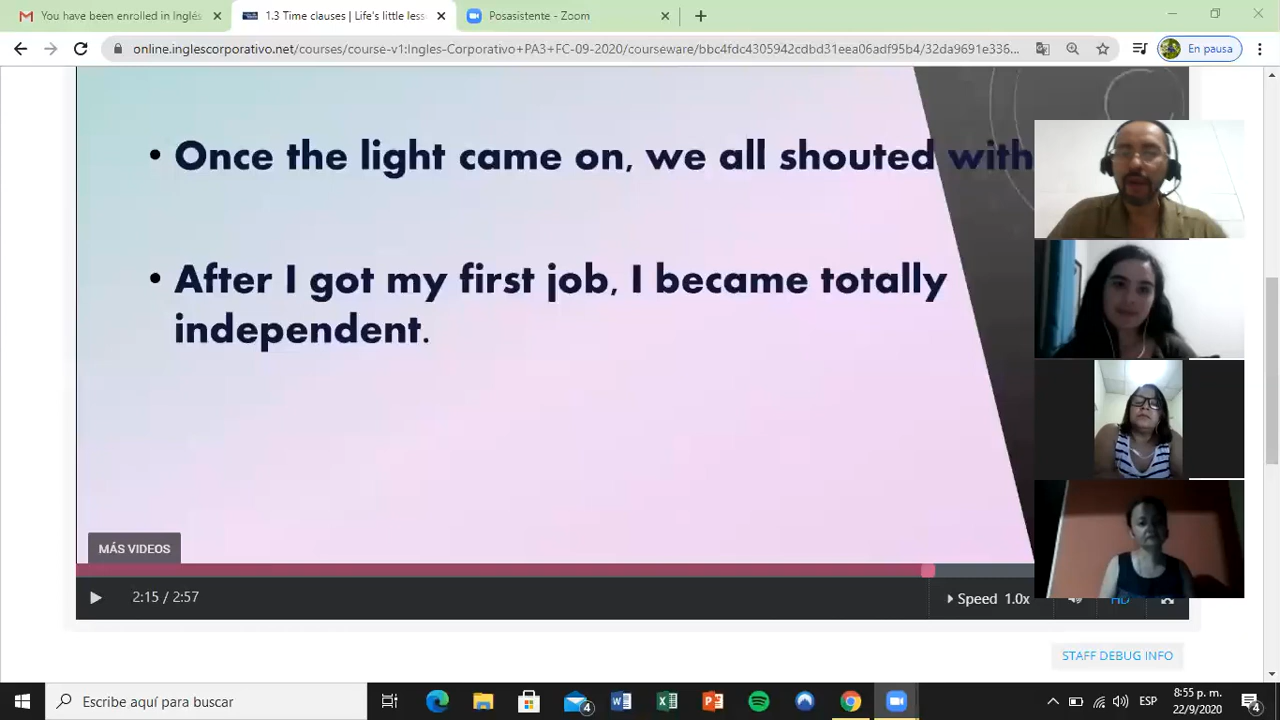 You have been enrolled in Inglés
1.3 Time clauses | Life's little less
Posasistente - Zoom
online.inglescorporativo.net/courses/course-v1:Ingles-Corporativo+PA3+FC-09-2020/courseware/bbc4fdc4305942cdbd31eea06adf95b4/32da9691e336...
En pausa
• Once the light came on, we all shouted with
• After I got my first job, I became totally
independent.
MÁS VIDEOS
2:15 / 2:57
Speed 1.0x
HD
STAFF DEBUG INFO
Escribe aquí para buscar
4
ESP
8:55 p. m.
22/9/2020
4